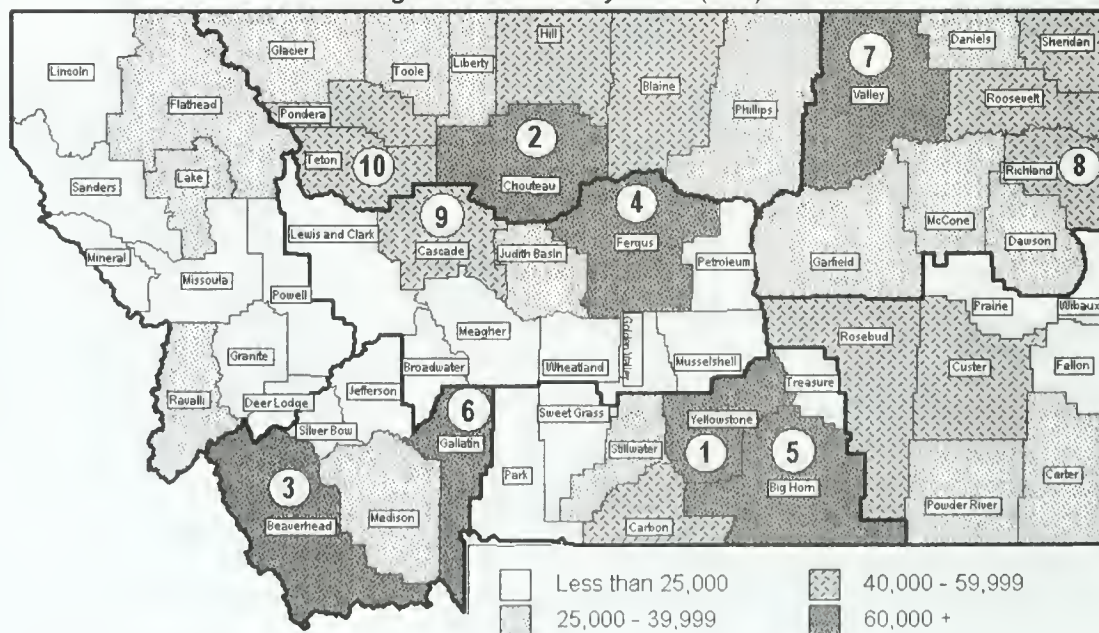 Hill
Daniels
Sheridan
Glacier
Toole
Liberty
7
Lincoln
Blaine
Valley
Roosevelt
Flathead
Phillips
Pondera
2
Teton
10
Chouteau
Richland
8
Sanders
Lake
4
McCone
9
Lewis and Clark
Fergus
Dawson
Cascade
Judith Basin
Petroleum
Garfield
Mineral
Missoula
Powell
Prairie
Wibaux
Meagher
Rosebud
Granite
Broadwater
Wheatland
Golden Valley
Musselshell
Custer
Fallon
Jefferson
Treasure
Ravalli
Deer Lodge
6
Sweet Grass
Yellowstone
Silver Bow
Gallatin
Stillwater
1
5
Park
3
Big Horn
Carter
Beaverhead
Madison
Carbon
Powder River
Less than 25,000
40,000 - 59,999
25,000 - 39,999
60,000 +